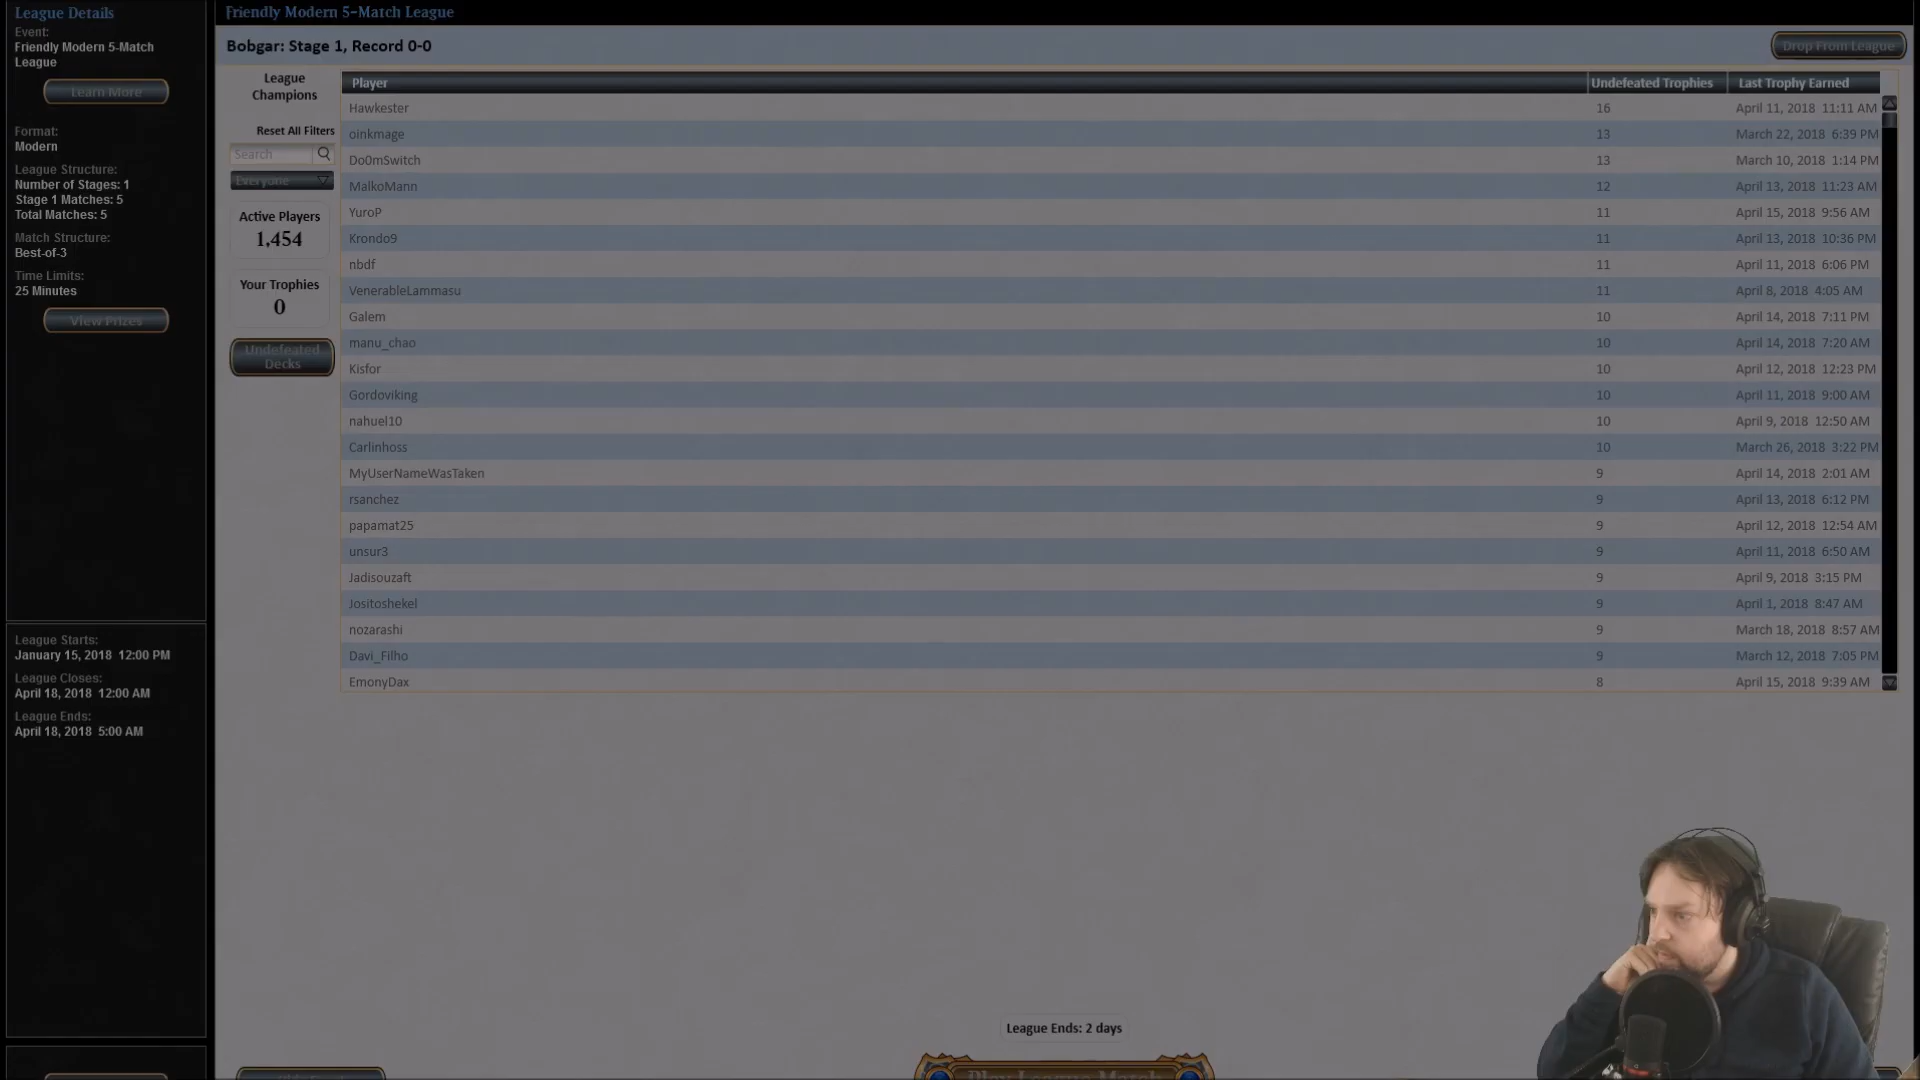 League Details
Event:
Friendly Modern 5-Match
League
Learn More
Format:
Modern
League Structure:
Number of Stages: 1
Stage 1 Matches: 5
Total Matches: 5
Match Structure:
Best-of-3
Time Limits:
25 Minutes
View Prizes
League Starts:
January 15, 2018 12:00 PM
League Closes:
April 18, 2018 12:00 AM
League Ends:
April 18, 2018 5:00 AM
Friendly Modern 5-Match League
Bobgar: Stage 1, Record 0-0
Drop From League
League
Champions
Reset All Filters
Search
Everyone
Active Players
1,454
Your Trophies
0
Undefeated
Decks
Player Undefeated Trophies Last Trophy Earned
Hawkester 16 April 11, 2018 11:11 AM
oinkmage 13 March 22, 2018 6:39 PM
Do0mSwitch 13 March 10, 2018 1:14 PM
MalkoMann 12 April 13, 2018 11:23 AM
YuroP 11 April 15, 2018 9:56 AM
Krondo9 11 April 13, 2018 10:36 PM
nbdf 11 April 11, 2018 6:06 PM
VenerableLammasu 11 April 8, 2018 4:05 AM
Galem 10 April 14, 2018 7:11 PM
manu_chao 10 April 14, 2018 7:20 AM
Kisfor 10 April 12, 2018 12:23 PM
Gordoviking 10 April 11, 2018 9:00 AM
nahuel10 10 April 9, 2018 12:50 AM
Carlinhoss 10 March 26, 2018 3:22 PM
MyUserNameWasTaken 9 April 14, 2018 2:01 AM
rsanchez 9 April 13, 2018 6:12 PM
papamat25 9 April 12, 2018 12:54 AM
unsur3 9 April 11, 2018 6:50 AM
Jadisouzaft 9 April 9, 2018 3:15 PM
Jositoshekel 9 April 1, 2018 8:47 AM
nozarashi 9 March 18, 2018 8:57 AM
Davi_Filho 9 March 12, 2018 7:05 PM
EmonyDax 8 April 15, 2018 9:39 AM
League Ends: 2 days
Play League Match